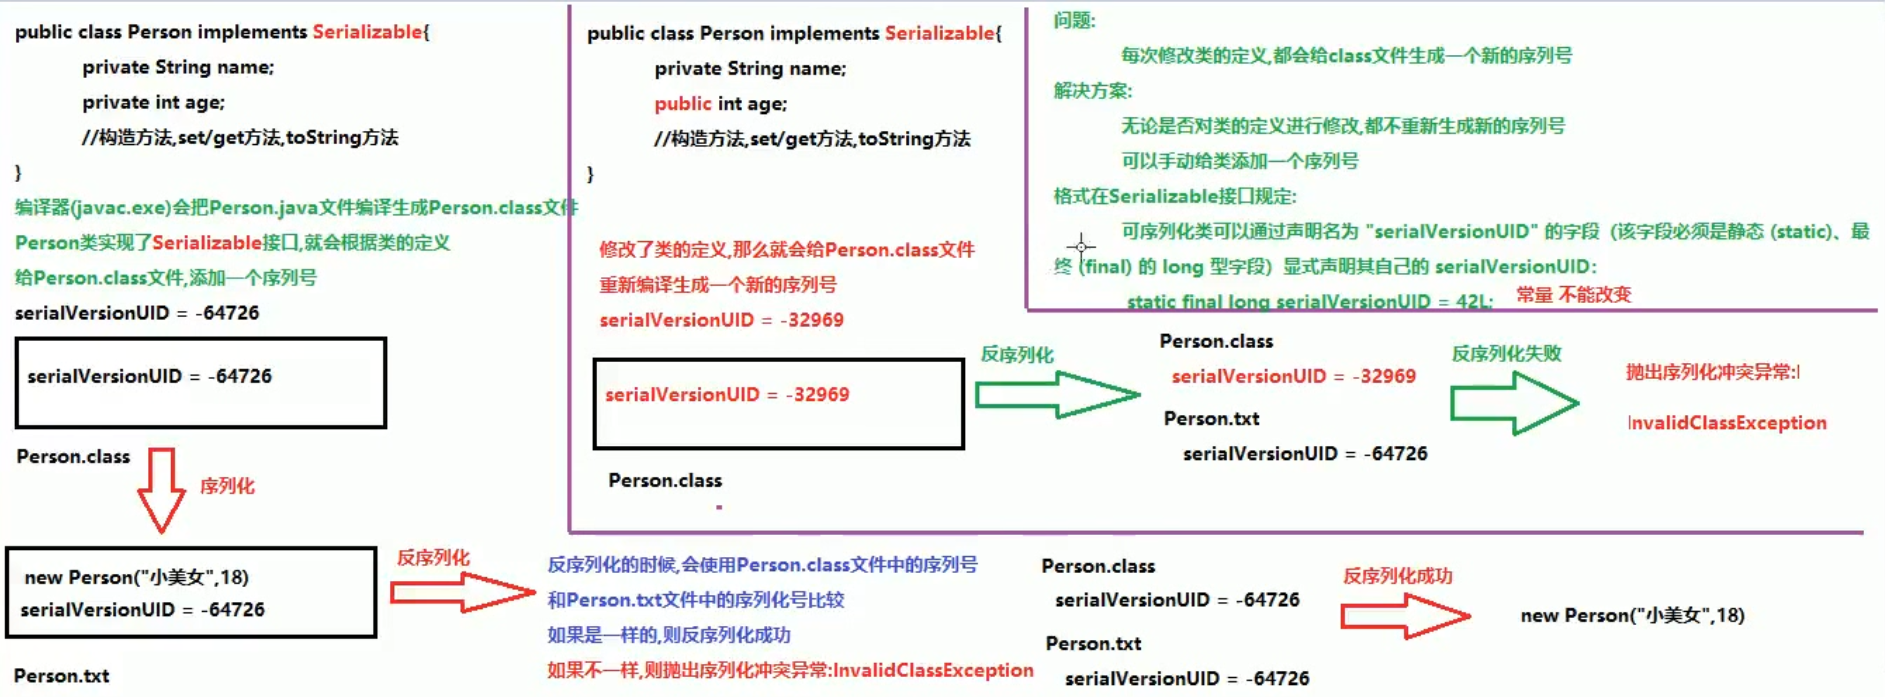 public class Person implements Serializable{
private String name;
private int age;
//构造方法,set/get方法,toString方法
}
编译器(javac.exe)会把Person.java文件编译生成Person.class文件
Person类实现了Serializable接口,就会根据类的定义
给Person.class文件,添加一个序列号
serialVersionUID = -64726
serialVersionUID = -64726
Person.class
序列化
new Person("小美女",18)
serialVersionUID = -64726
Person.txt
反序列化
反序列化的时候,会使用Person.class文件中的序列号
和Person.txt文件中的序列化号比较
如果是一样的,则反序列化成功
如果不一样,则抛出序列化冲突异常:InvalidClassException
Person.class
serialVersionUID = -64726
Person.txt
serialVersionUID = -64726
反序列化成功
new Person("小美女",18)
public class Person implements Serializable{
private String name;
public int age;
//构造方法,set/get方法,toString方法
}
修改了类的定义,那么就会给Person.class文件
重新编译生成一个新的序列号
serialVersionUID = -32969
serialVersionUID = -32969
Person.class
反序列化
Person.class
serialVersionUID = -32969
Person.txt
serialVersionUID = -64726
反序列化失败
抛出序列化冲突异常:
InvalidClassException
问题:
每次修改类的定义,都会给class文件生成一个新的序列号
解决方案:
无论是否对类的定义进行修改,都不重新生成新的序列号
可以手动给类添加一个序列号
格式在Serializable接口规定:
可序列化类可以通过声明名为 "serialVersionUID" 的字段（该字段必须是静态 (static)、最
终 (final) 的 long 型字段）显式声明其自己的 serialVersionUID：
static final long serialVersionUID = 42L; 常量 不能改变